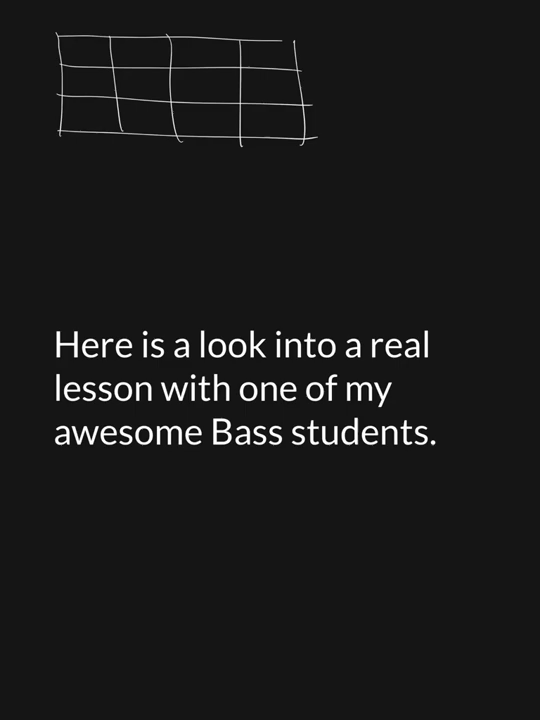 Here is a look into a real
lesson with one of my
awesome Bass students.